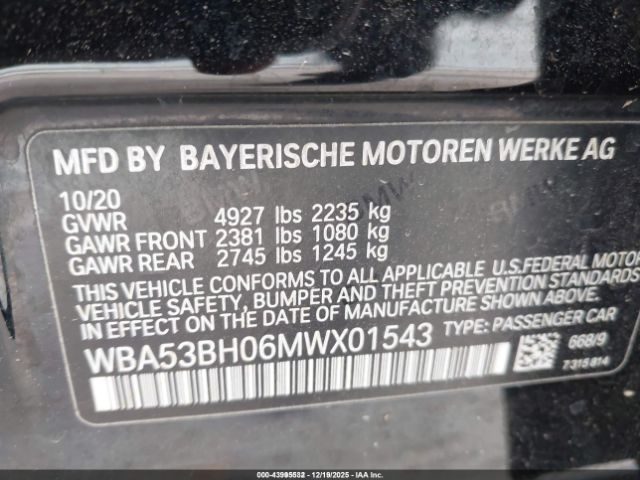 MFD BY BAYERISCHE MOTOREN WERKE AG
10/20
GVWR 4927 lbs 2235 kg
GAWR FRONT 2381 lbs 1080 kg
GAWR REAR 2745 lbs 1245 kg
THIS VEHICLE CONFORMS TO ALL APPLICABLE U.S.FEDERAL MOTOR
VEHICLE SAFETY, BUMPER AND THEFT PREVENTION STANDARDS
IN EFFECT ON THE DATE OF MANUFACTURE SHOWN ABOVE.
WBA53BH06MWX01543 TYPE: PASSENGER CAR
668/9
7315814
000-43995532 - 12/19/2025 - COPART